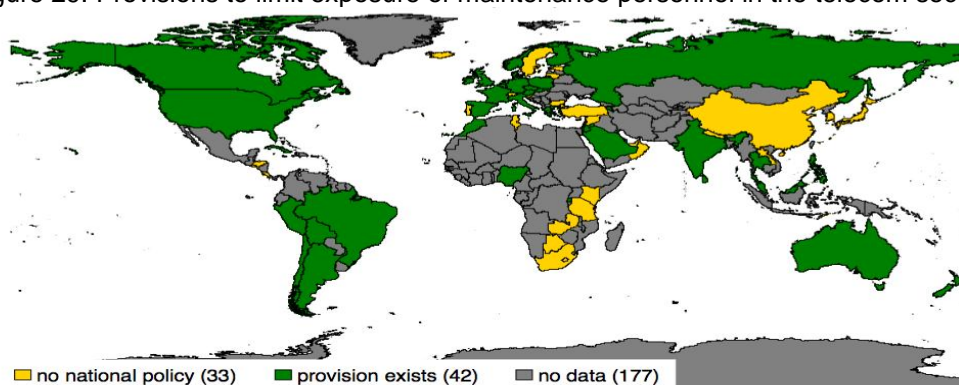 Provisions to limit exposure of maintenance personnel in the telecom
no national policy (33) provision exists (42) no data (177)